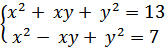 x² + xy + y² = 13
x² − xy + y² = 7